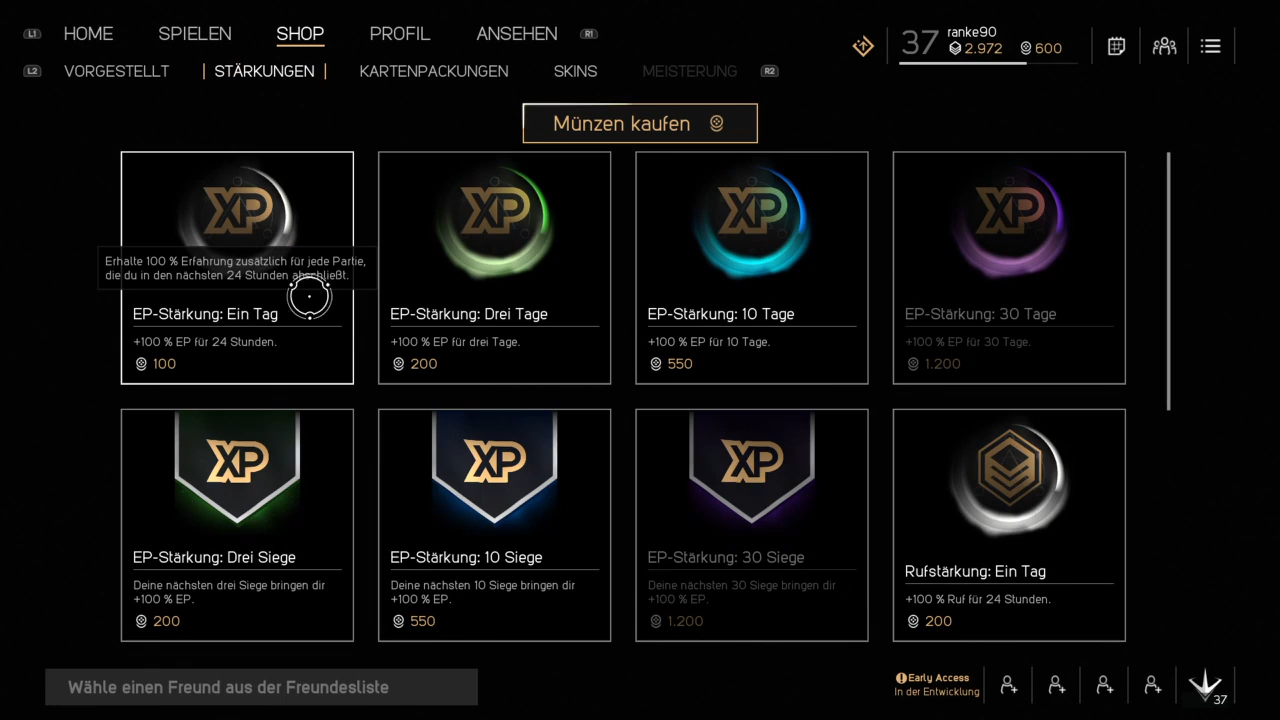 L1 HOME SPIELEN SHOP PROFIL ANSEHEN R1
37 ranke90
2.972 600
L2 VORGESTELLT STÄRKUNGEN KARTENPACKUNGEN SKINS MEISTERUNG R2
Münzen kaufen
XP XP XP XP
Erhalte 100 % Erfahrung zusätzlich für jede Partie,
die du in den nächsten 24 Stunden abschließt.
EP-Stärkung: Ein Tag
+100 % EP für 24 Stunden.
100
EP-Stärkung: Drei Tage
+100 % EP für drei Tage.
200
EP-Stärkung: 10 Tage
+100 % EP für 10 Tage.
550
EP-Stärkung: 30 Tage
+100 % EP für 30 Tage.
1.200
XP XP XP
EP-Stärkung: Drei Siege
Deine nächsten drei Siege bringen dir
+100 % EP.
200
EP-Stärkung: 10 Siege
Deine nächsten 10 Siege bringen dir
+100 % EP.
550
EP-Stärkung: 30 Siege
Deine nächsten 30 Siege bringen dir
+100 % EP.
1.200
Rufstärkung: Ein Tag
+100 % Ruf für 24 Stunden.
200
Wähle einen Freund aus der Freundesliste
Early Access
In der Entwicklung
37